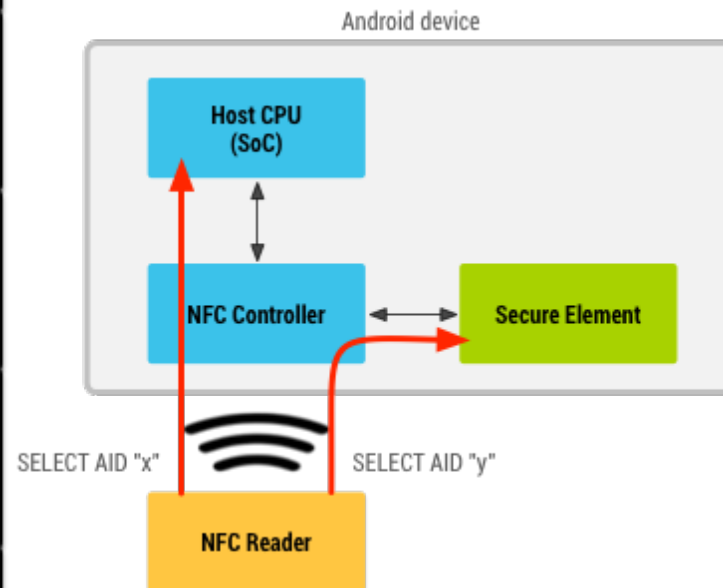 Android device
Host CPU
(SoC)
NFC Controller
Secure Element
SELECT AID "x"
SELECT AID "y"
NFC Reader